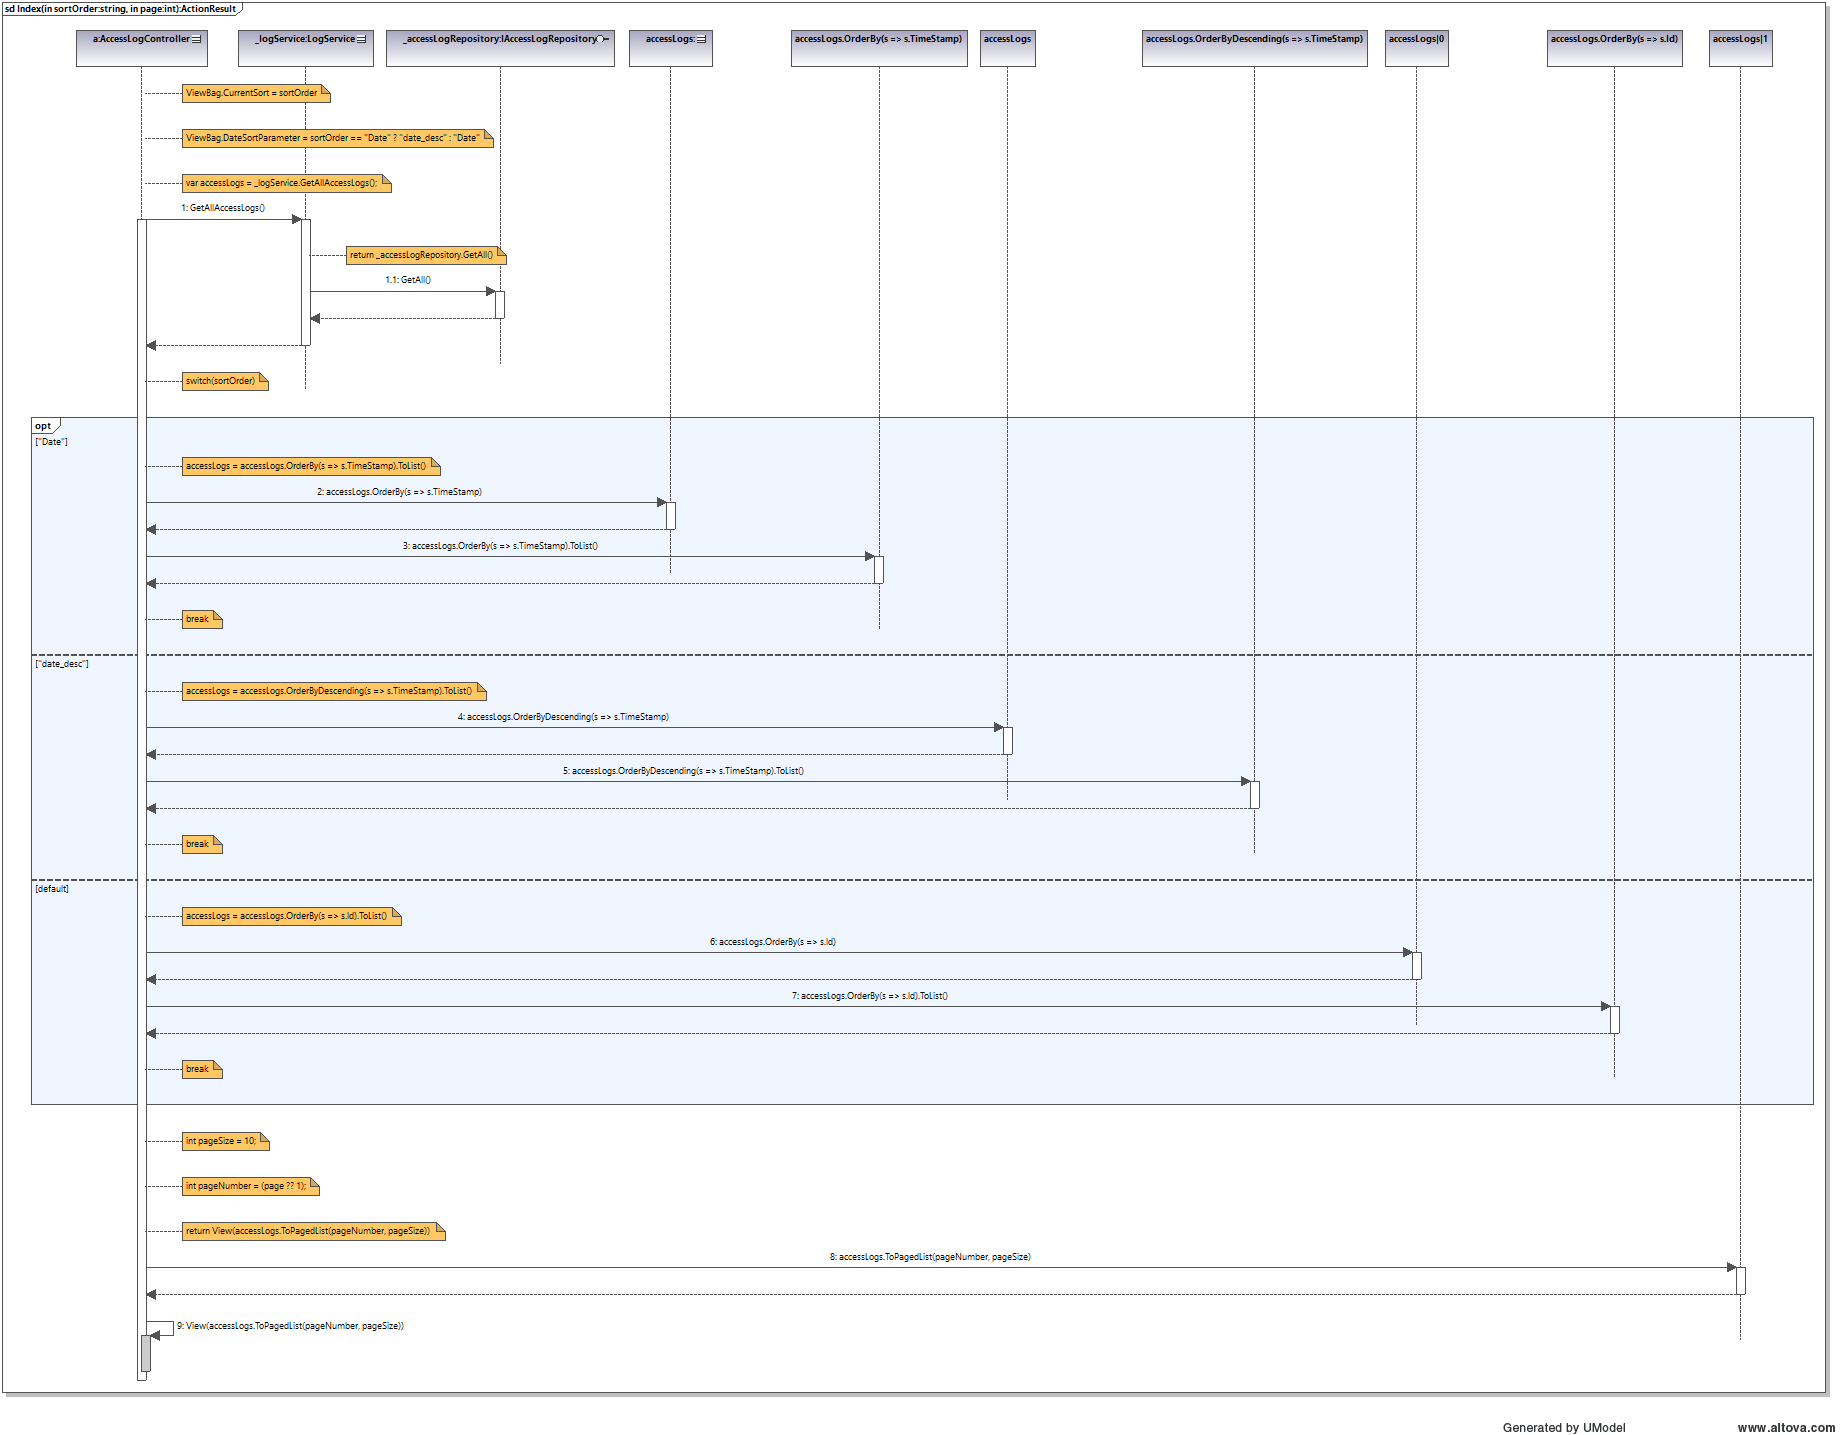 sd Index(in sortOrder:string, in page:int):ActionResult
a:AccessLogController
_logService:LogService
_accessLogRepository:IAccessLogRepository
accessLogs:
accessLogs.OrderBy(s => s.TimeStamp)
accessLogs
accessLogs.OrderByDescending(s => s.TimeStamp)
accessLogs|0
accessLogs.OrderBy(s => s.Id)
accessLogs|1
ViewBag.CurrentSort = sortOrder
ViewBag.DateSortParameter = sortOrder == "Date" ? "date_desc" : "Date"
var accessLogs = _logService.GetAllAccessLogs();
1: GetAllAccessLogs()
return _accessLogRepository.GetAll()
1.1: GetAll()
switch(sortOrder)
opt
["Date"]
accessLogs = accessLogs.OrderBy(s => s.TimeStamp).ToList()
2: accessLogs.OrderBy(s => s.TimeStamp)
3: accessLogs.OrderBy(s => s.TimeStamp).ToList()
break
["date_desc"]
accessLogs = accessLogs.OrderByDescending(s => s.TimeStamp).ToList()
4: accessLogs.OrderByDescending(s => s.TimeStamp)
5: accessLogs.OrderByDescending(s => s.TimeStamp).ToList()
break
[default]
accessLogs = accessLogs.OrderBy(s => s.Id).ToList()
6: accessLogs.OrderBy(s => s.Id)
7: accessLogs.OrderBy(s => s.Id).ToList()
break
int pageSize = 10;
int pageNumber = (page ?? 1);
return View(accessLogs.ToPagedList(pageNumber, pageSize))
8: accessLogs.ToPagedList(pageNumber, pageSize)
9: View(accessLogs.ToPagedList(pageNumber, pageSize))
Generated by UModel
www.altova.com